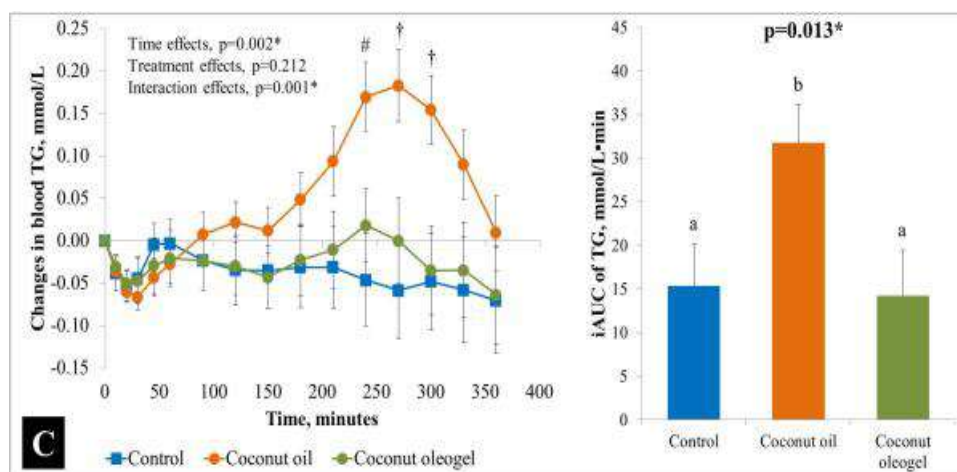 Time effects, p=0.002*
Treatment effects, p=0.212
Interaction effects, p=0.001*
#
†
†
0.25
0.20
0.15
0.10
0.05
0.00
-0.05
-0.10
-0.15
Changes in blood TG, mmol/L
0 50 100 150 200 250 300 350 400
Time, minutes
Control Coconut oil Coconut oleogel
C
p=0.013*
45
40
35
30
25
20
15
10
5
0
iAUC of TG, mmol/L•min
a
b
a
Control Coconut oil Coconut
oleogel